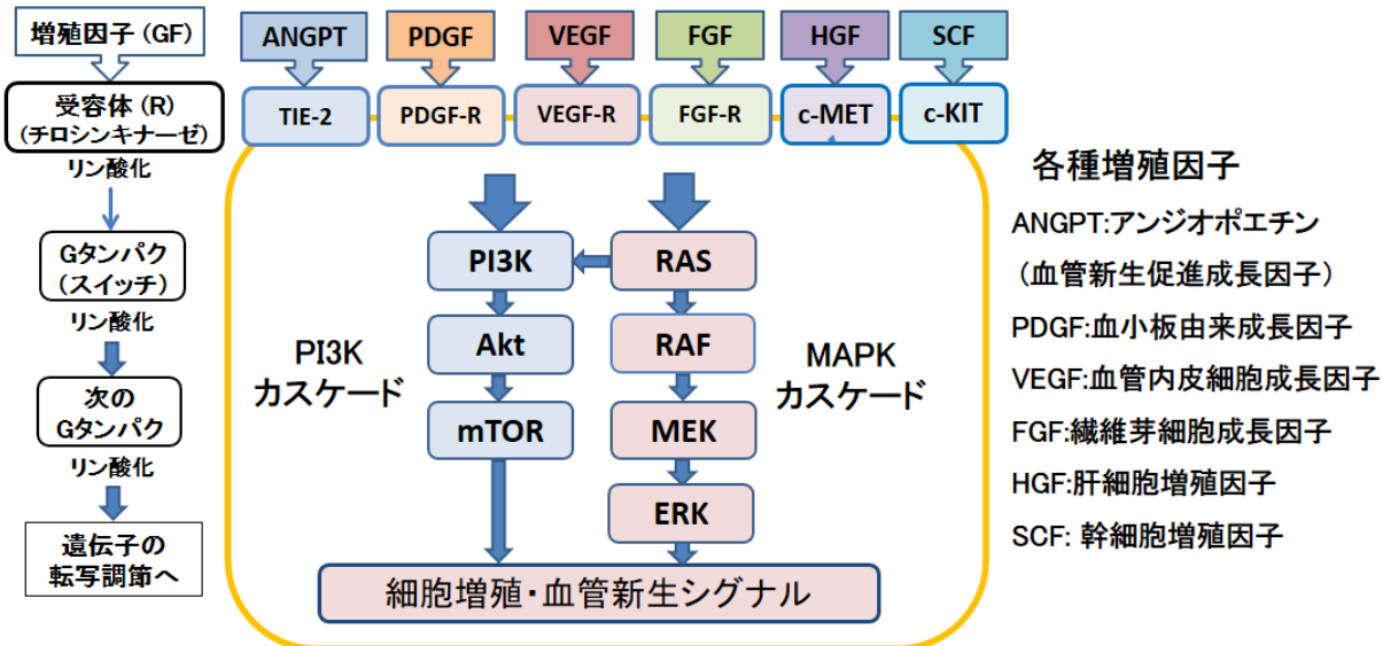 増殖因子(GF)
ANGPT
PDGF
VEGF
FGF
HGF
SCF
受容体(R)
(チロシンキナーゼ)
TIE-2
PDGF-R
VEGF-R
FGF-R
c-MET
c-KIT
リン酸化
Gタンパク
(スイッチ)
リン酸化
次の
Gタンパク
リン酸化
遺伝子の
転写調節へ
PI3K
カスケード
PI3K
Akt
mTOR
RAS
RAF
MEK
ERK
MAPK
カスケード
細胞増殖・血管新生シグナル
各種増殖因子
ANGPT:アンジオポエチン
(血管新生促進成長因子)
PDGF:血小板由来成長因子
VEGF:血管内皮細胞成長因子
FGF:繊維芽細胞成長因子
HGF:肝細胞増殖因子
SCF: 幹細胞増殖因子